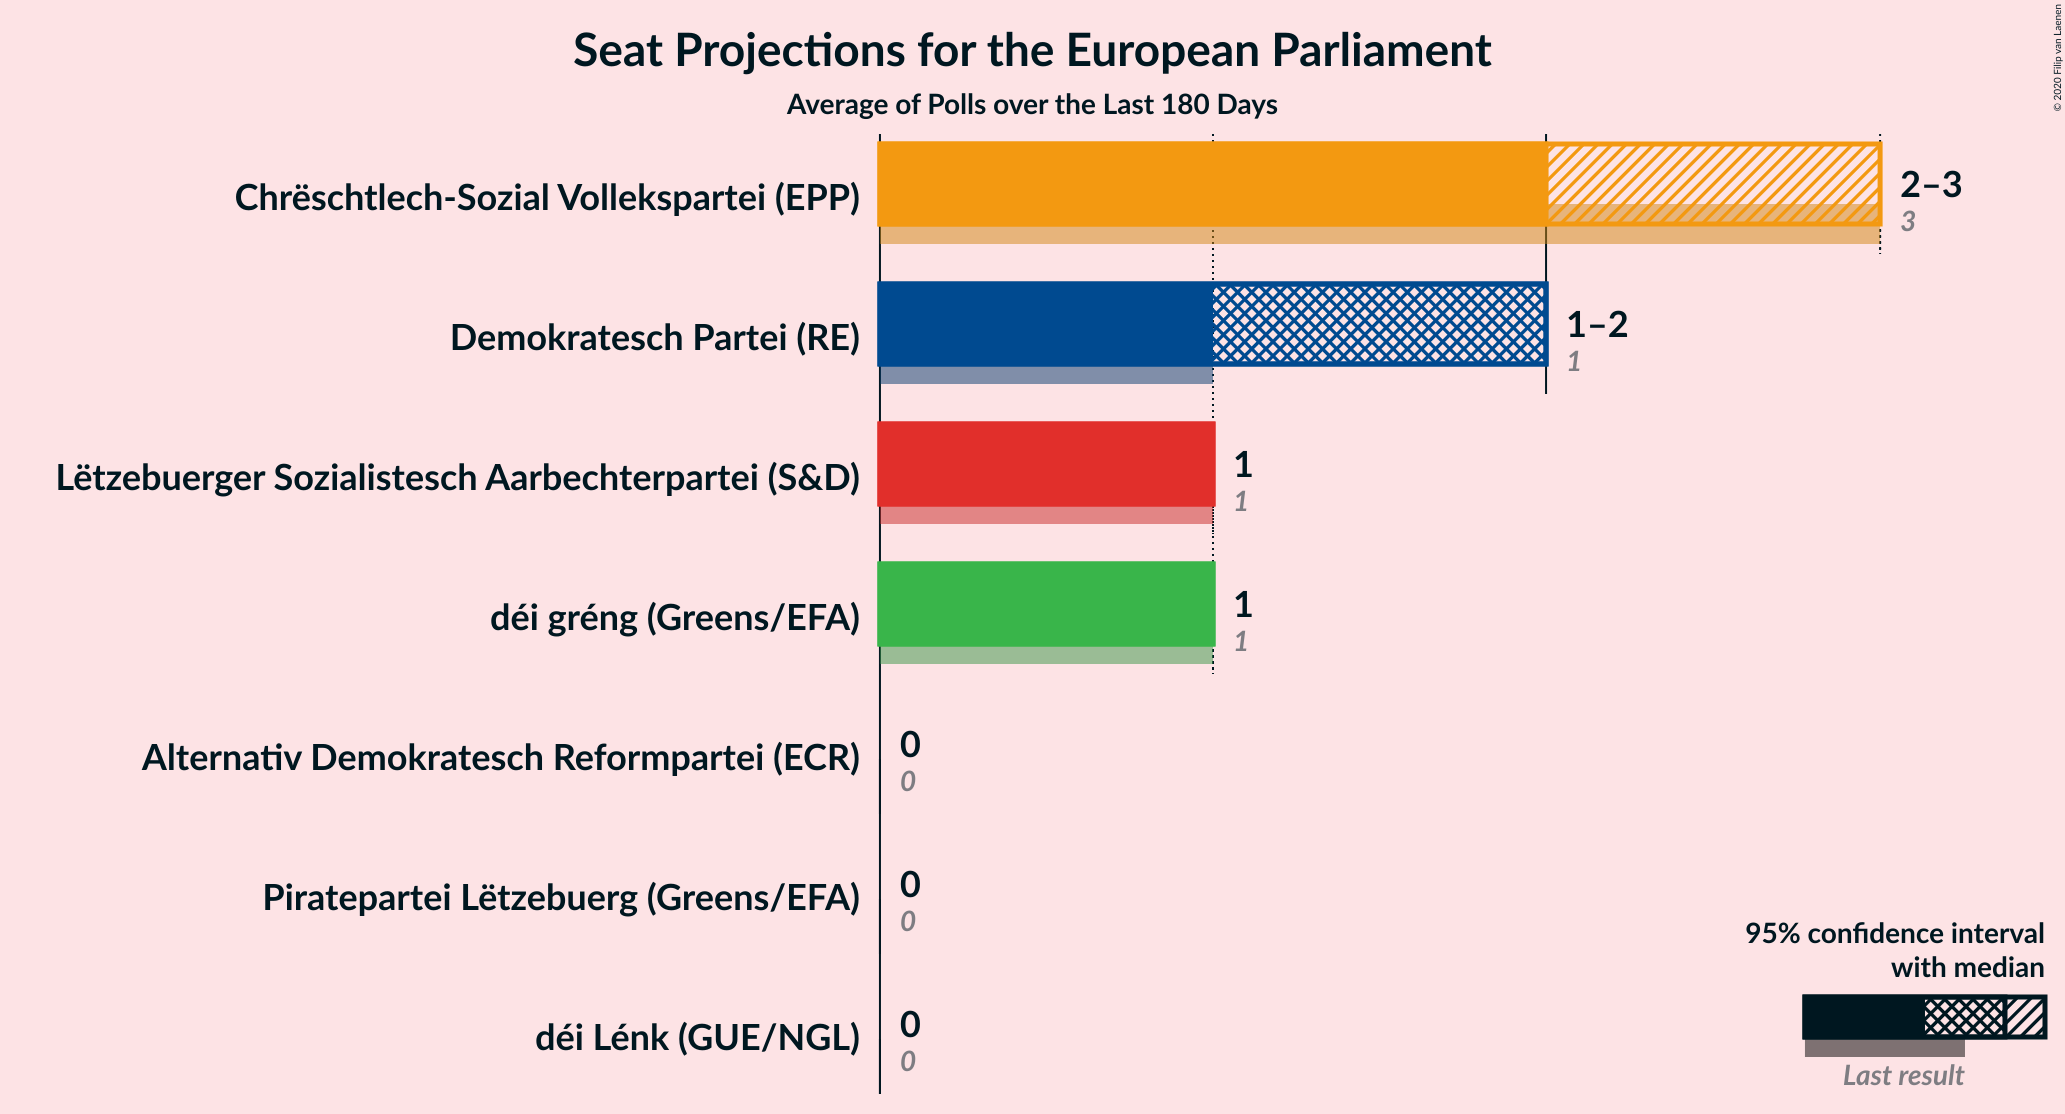 Seat Projections for the European Parliament
Average of Polls over the Last 180 Days
© 2020 Filip van Laenen
Chrëschtlech-Sozial Vollekspartei (EPP)
2–3
3
Demokratesch Partei (RE)
1–2
1
Lëtzebuerger Sozialistesch Aarbechterpartei (S&D)
1
1
déi gréng (Greens/EFA)
1
1
Alternativ Demokratesch Reformpartei (ECR)
0
0
Piratepartei Lëtzebuerg (Greens/EFA)
0
0
déi Lénk (GUE/NGL)
0
0
95% confidence interval
with median
Last result